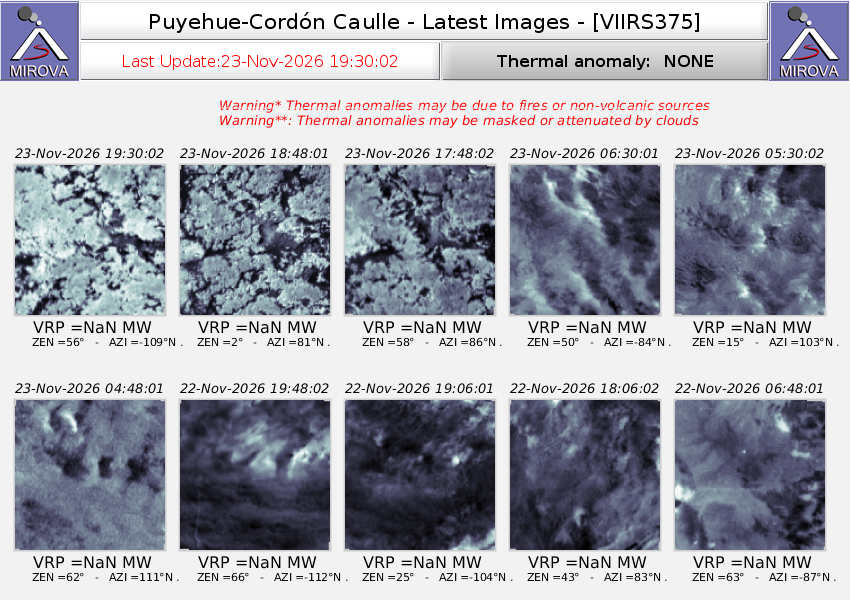 MIROVA
Puyehue-Cordón Caulle - Latest Images - [VIIRS375]
MIROVA
Last Update:23-Nov-2026 19:30:02
Thermal anomaly: NONE
Warning* Thermal anomalies may be due to fires or non-volcanic sources
Warning**: Thermal anomalies may be masked or attenuated by clouds
23-Nov-2026 19:30:02 23-Nov-2026 18:48:01 23-Nov-2026 17:48:02 23-Nov-2026 06:30:01 23-Nov-2026 05:30:02
VRP =NaN MW VRP =NaN MW VRP =NaN MW VRP =NaN MW VRP =NaN MW
ZEN =56° - AZI =-109°N . ZEN =2° - AZI =81°N . ZEN =58° - AZI =86°N . ZEN =50° - AZI =-84°N . ZEN =15° - AZI =103°N .
23-Nov-2026 04:48:01 22-Nov-2026 19:48:02 22-Nov-2026 19:06:01 22-Nov-2026 18:06:02 22-Nov-2026 06:48:01
VRP =NaN MW VRP =NaN MW VRP =NaN MW VRP =NaN MW VRP =NaN MW
ZEN =62° - AZI =111°N . ZEN =66° - AZI =-112°N . ZEN =25° - AZI =-104°N . ZEN =43° - AZI =83°N . ZEN =63° - AZI =-87°N .